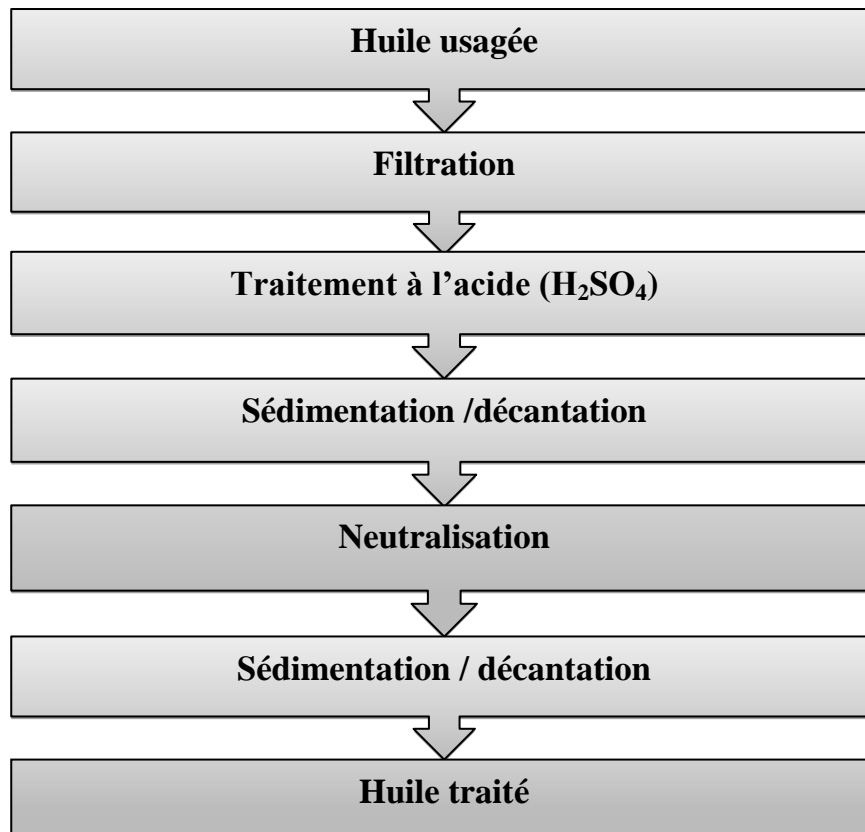 Huile usagée
Filtration
Traitement à l’acide (H₂SO₄)
Sédimentation /décantation
Neutralisation
Sédimentation / décantation
Huile traité